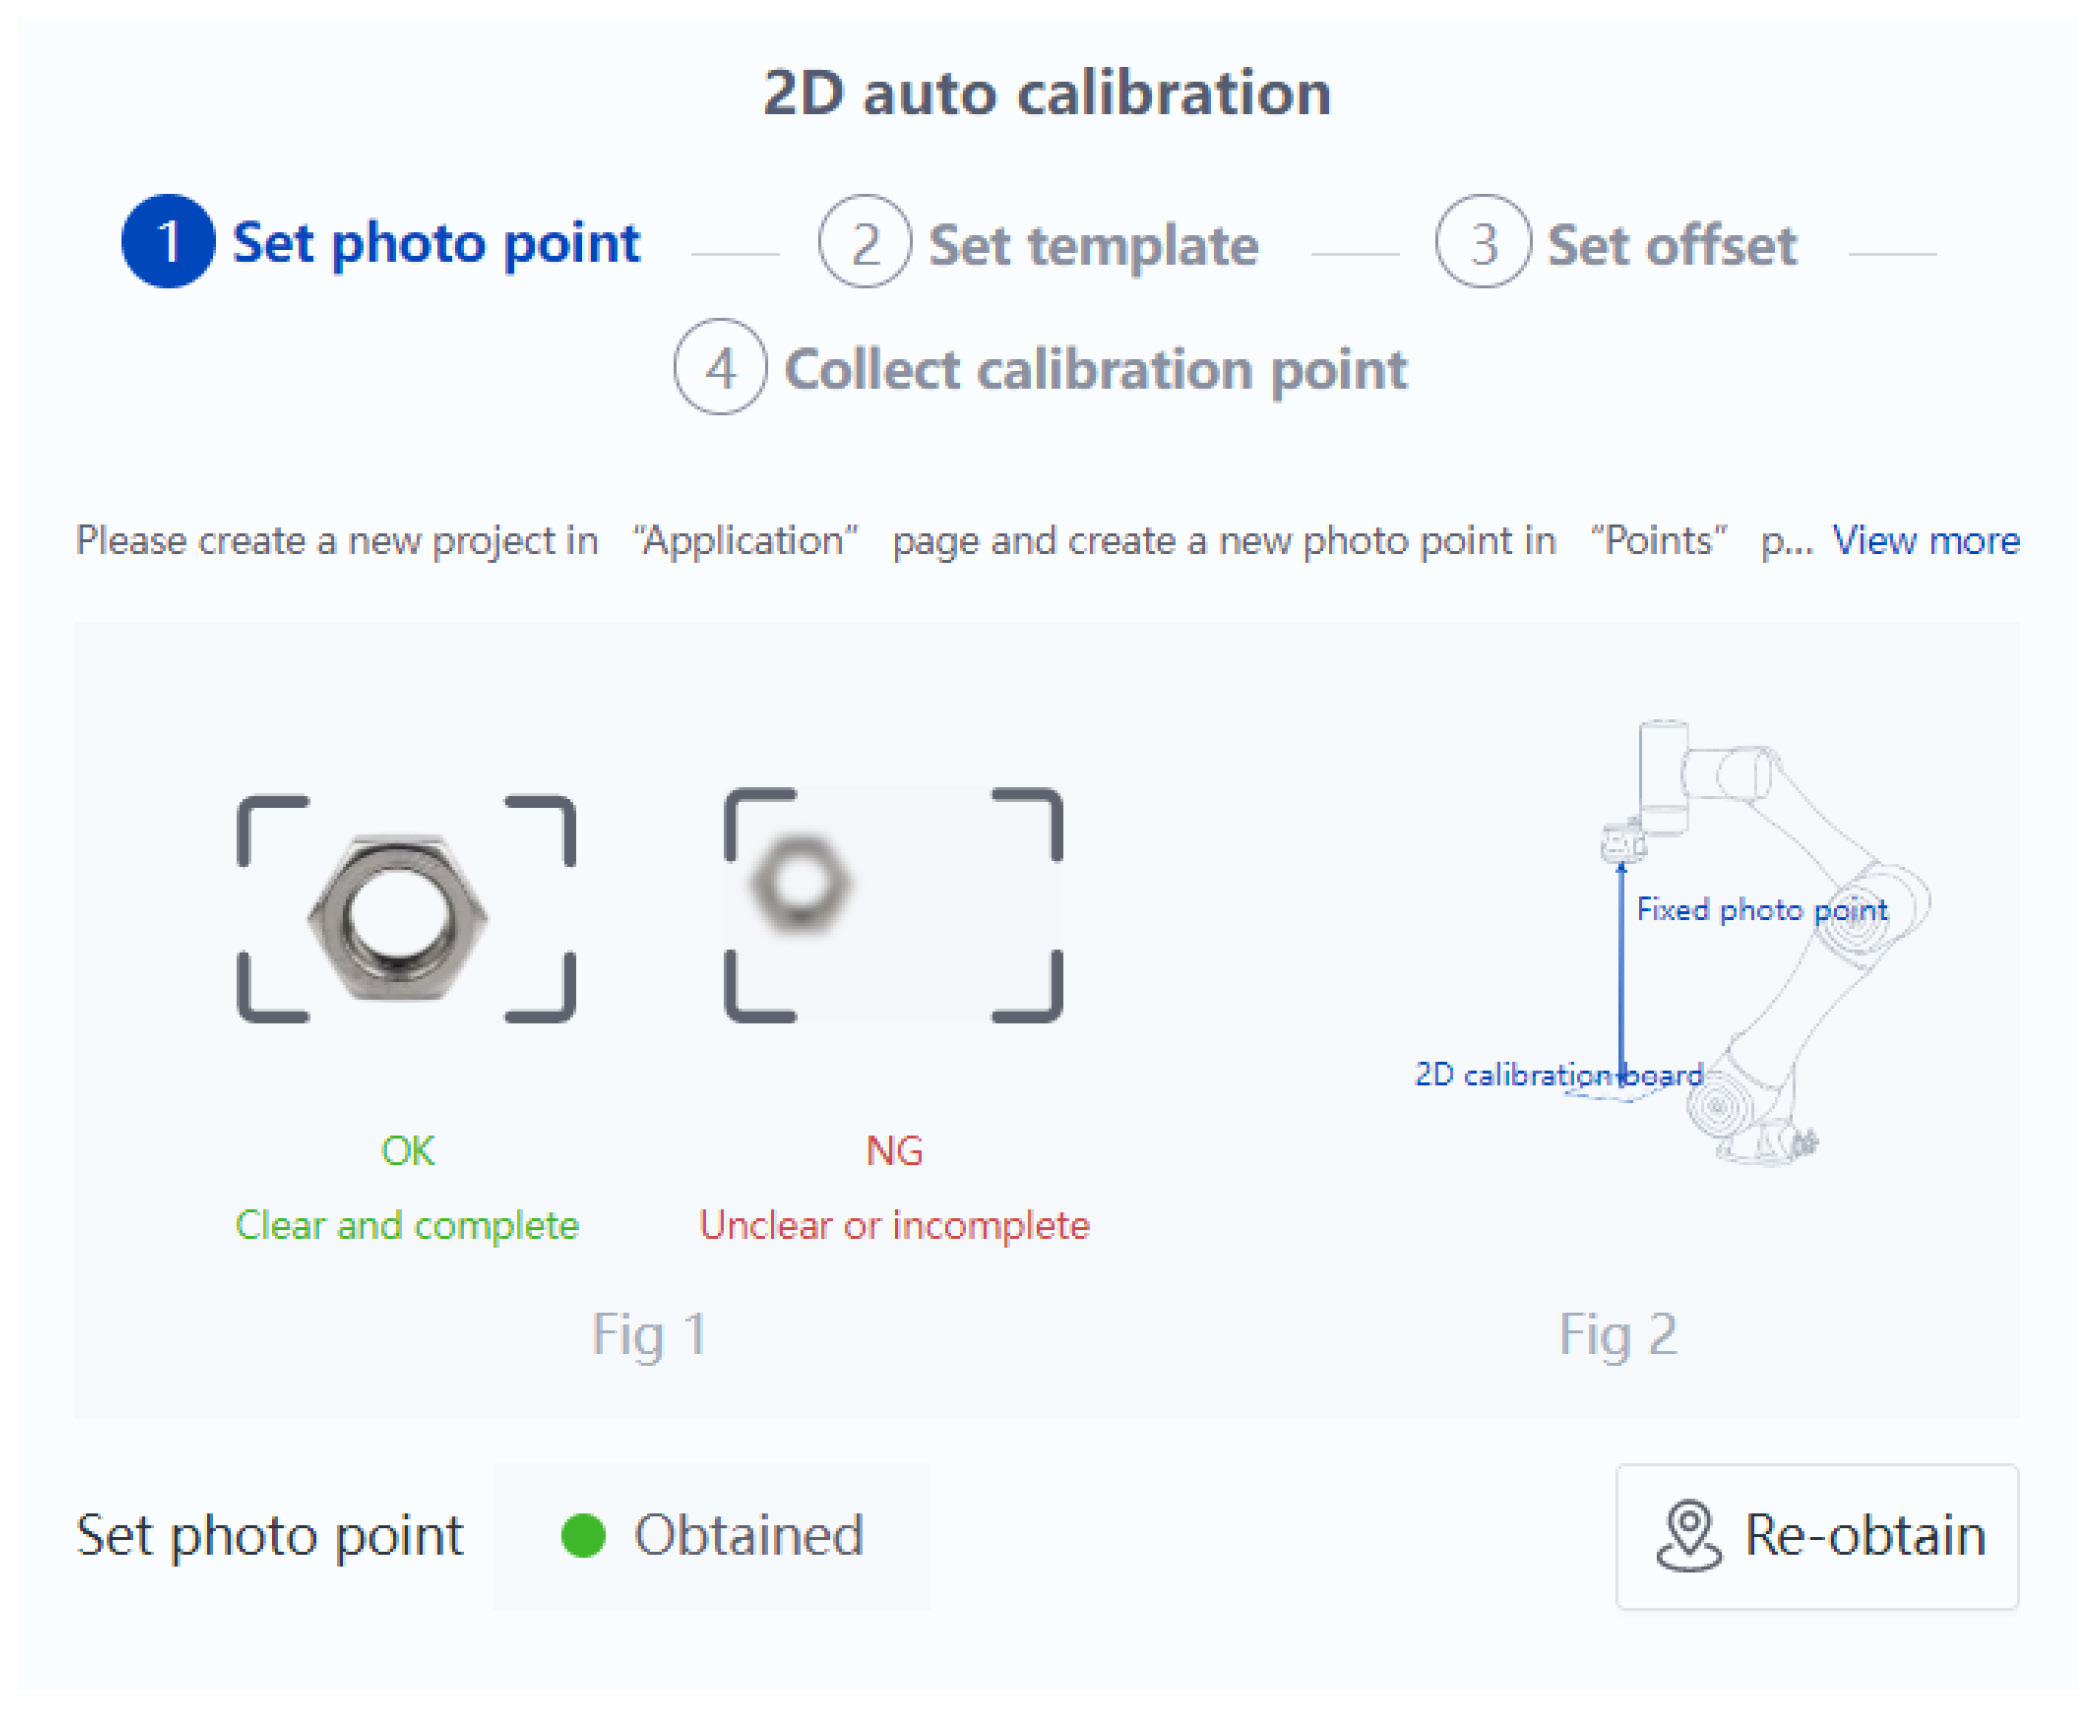 2D auto calibration
1 Set photo point
2 Set template
3 Set offset
4 Collect calibration point
Please create a new project in “Application” page and create a new photo point in “Points” p... View more
Fixed photo point
2D calibration board
OK
NG
Clear and complete
Unclear or incomplete
Fig 1
Fig 2
Set photo point
Obtained
Re-obtain